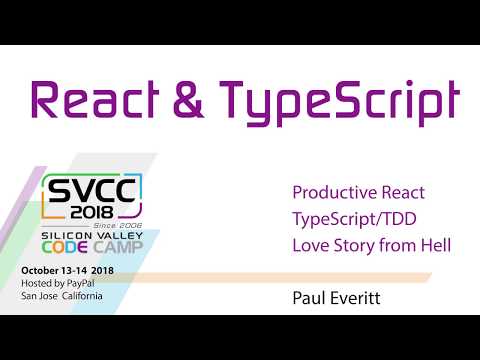 React & TypeScript
SVCC
2018
Since 2006
SILICON VALLEY
CODE CAMP
October 13-14 2018
Hosted by PayPal
San Jose California
Productive React
TypeScript/TDD
Love Story from Hell
Paul Everitt